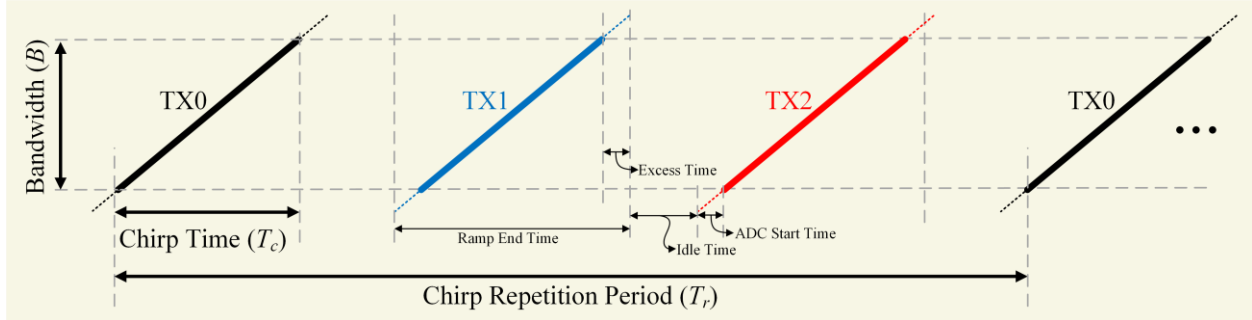 Bandwidth (B)
TX0
TX1
TX2
TX0
...
Excess Time
Chirp Time (Tc)
Ramp End Time
ADC Start Time
Idle Time
Chirp Repetition Period (Tr)